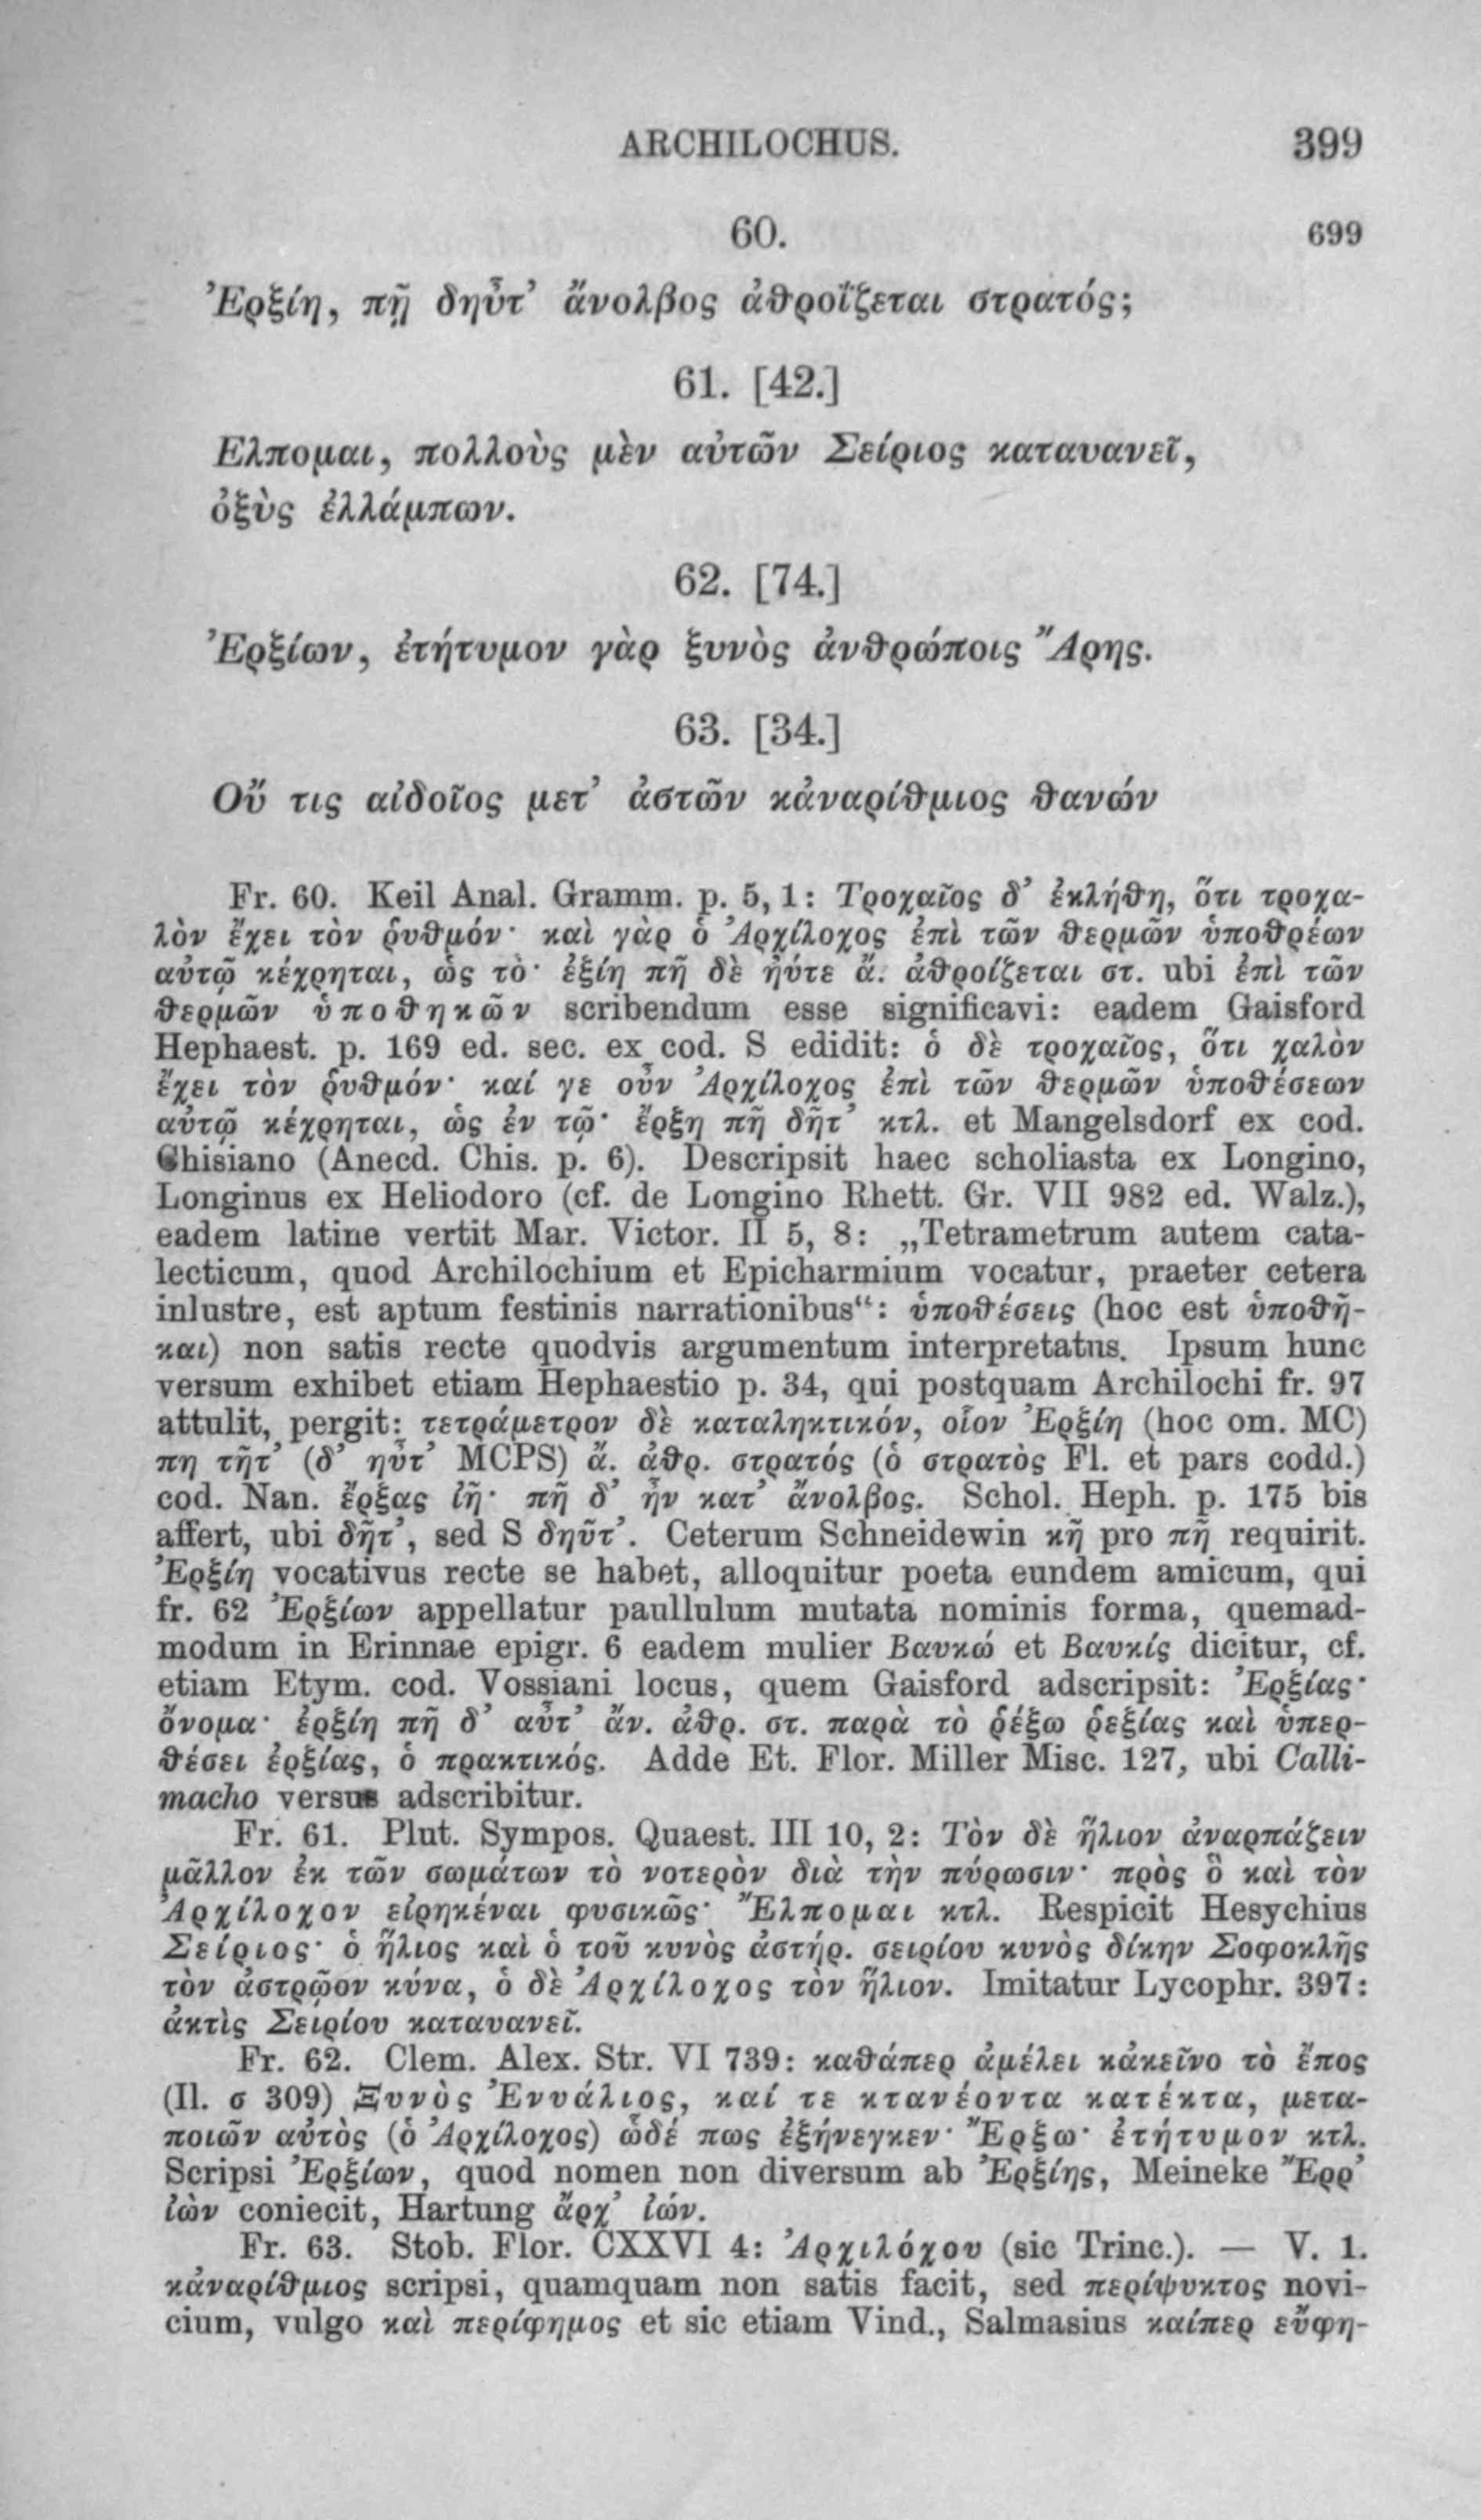 ARCHILOCHUS. 399
60. 699
Ἐρξίη, πῇ δηὖτ’ ἄνολβος ἀθροΐζεται στρατός;
61. [42.]
Ελπομαι, πολλοὺς μὲν αὐτῶν Σείριος καταυανεῖ,
ὀξὺς ἐλλάμπων.
62. [74.]
Ἐρξίων, ἐτήτυμον γὰρ ξυνὸς ἀνθρώποις Ἄρης.
63. [34.]
Οὔ τις αἰδοῖος μετ’ ἀστῶν κἀναρίθμιος θανών
Fr. 60. Keil Anal. Gramm. p. 5, 1: Τροχαῖος δ’ ἐκλήθη, ὅτι τροχα-
λὸν ἔχει τὸν ῥυθμόν· καὶ γὰρ ὁ Ἀρχίλοχος ἐπὶ τῶν θερμῶν ὑποθρέων
αὐτῷ κέχρηται, ὡς τὸ· ἐξίη πῆ δὲ ἠύτε ἄ. ἀθροίζεται στ. ubi ἐπὶ τῶν
θερμῶν ὑποθηκῶν scribendum esse significavi: eadem Gaisford
Hephaest. p. 169 ed. sec. ex cod. S edidit: ὁ δὲ τροχαῖος, ὅτι χαλὸν
ἔχει τὸν ῥυθμόν· καί γε οὖν Ἀρχίλοχος ἐπὶ τῶν θερμῶν ὑποθέσεων
αὐτῷ κέχρηται, ὡς ἐν τῷ· ἔρξη πῆ δῆτ’ κτλ. et Mangelsdorf ex cod.
Chisiano (Anecd. Chis. p. 6). Descripsit haec scholiasta ex Longino,
Longinus ex Heliodoro (cf. de Longino Rhett. Gr. VII 982 ed. Walz.),
eadem latine vertit Mar. Victor. II 5, 8: „Tetrametrum autem cata-
lecticum, quod Archilochium et Epicharmium vocatur, praeter cetera
inlustre, est aptum festinis narrationibus“: ὑποθέσεις (hoc est ὑποθῆ-
και) non satis recte quodvis argumentum interpretatus. Ipsum hunc
versum exhibet etiam Hephaestio p. 34, qui postquam Archilochi fr. 97
attulit, pergit: τετράμετρον δὲ καταληκτικόν, οἷον Ἐρξίη (hoc om. MC)
πη τῆτ’ (δ’ ηὖτ’ MCPS) ἄ. ἀθρ. στρατός (ὁ στρατὸς Fl. et pars codd.)
cod. Nan. ἔρξας ἰῆ· πῆ δ’ ἦν κατ’ ἄνολβος. Schol. Heph. p. 175 bis
affert, ubi δῆτ’, sed S δηῦτ’. Ceterum Schneidewin κῆ pro πῆ requirit.
Ἐρξίη vocativus recte se habet, alloquitur poeta eundem amicum, qui
fr. 62 Ἐρξίων appellatur paullulum mutata nominis forma, quemad-
modum in Erinnae epigr. 6 eadem mulier Βαυκώ et Βαυκίς dicitur, cf.
etiam Etym. cod. Vossiani locus, quem Gaisford adscripsit: Ἐρξίας·
ὄνομα· ἐρξίη πῆ δ’ αὖτ’ ἄν. ἀθρ. στ. παρὰ τὸ ῥέξω ῥεξίας καὶ ὑπερ-
θέσει ἐρξίας, ὁ πρακτικός. Adde Et. Flor. Miller Misc. 127, ubi Calli-
macho versus adscribitur.
Fr. 61. Plut. Sympos. Quaest. III 10, 2: Τὸν δὲ ἥλιον ἀναρπάζειν
μᾶλλον ἐκ τῶν σωμάτων τὸ νοτερὸν διὰ τὴν πύρωσιν· πρὸς ὃ καὶ τὸν
Ἀρχίλοχον εἰρηκέναι φυσικῶς· Ἔλπομαι κτλ. Respicit Hesychius
Σείριος· ὁ ἥλιος καὶ ὁ τοῦ κυνὸς ἀστήρ. σειρίου κυνὸς δίκην Σοφοκλῆς
τὸν ἀστρῷον κύνα, ὁ δὲ Ἀρχίλοχος τὸν ἥλιον. Imitatur Lycophr. 397:
ἀκτὶς Σειρίου καταυανεῖ.
Fr. 62. Clem. Alex. Str. VI 739: καθάπερ ἀμέλει κἀκεῖνο τὸ ἔπος
(Il. σ 309) Ξυνὸς Ἐνυάλιος, καί τε κτανέοντα κατέκτα, μετα-
ποιῶν αὐτὸς (ὁ Ἀρχίλοχος) ὧδέ πως ἐξήνεγκεν· Ἔρξω· ἐτήτυμον κτλ.
Scripsi Ἐρξίων, quod nomen non diversum ab Ἐρξίης, Meineke Ἔρρ’
ἰὼν coniecit, Hartung ἄρχ’ ἰών.
Fr. 63. Stob. Flor. CXXVI 4: Ἀρχιλόχου (sic Trinc.). — V. 1.
κἀναρίθμιος scripsi, quamquam non satis facit, sed περίψυκτος novi-
cium, vulgo καὶ περίφημος et sic etiam Vind., Salmasius καίπερ εὔφη-